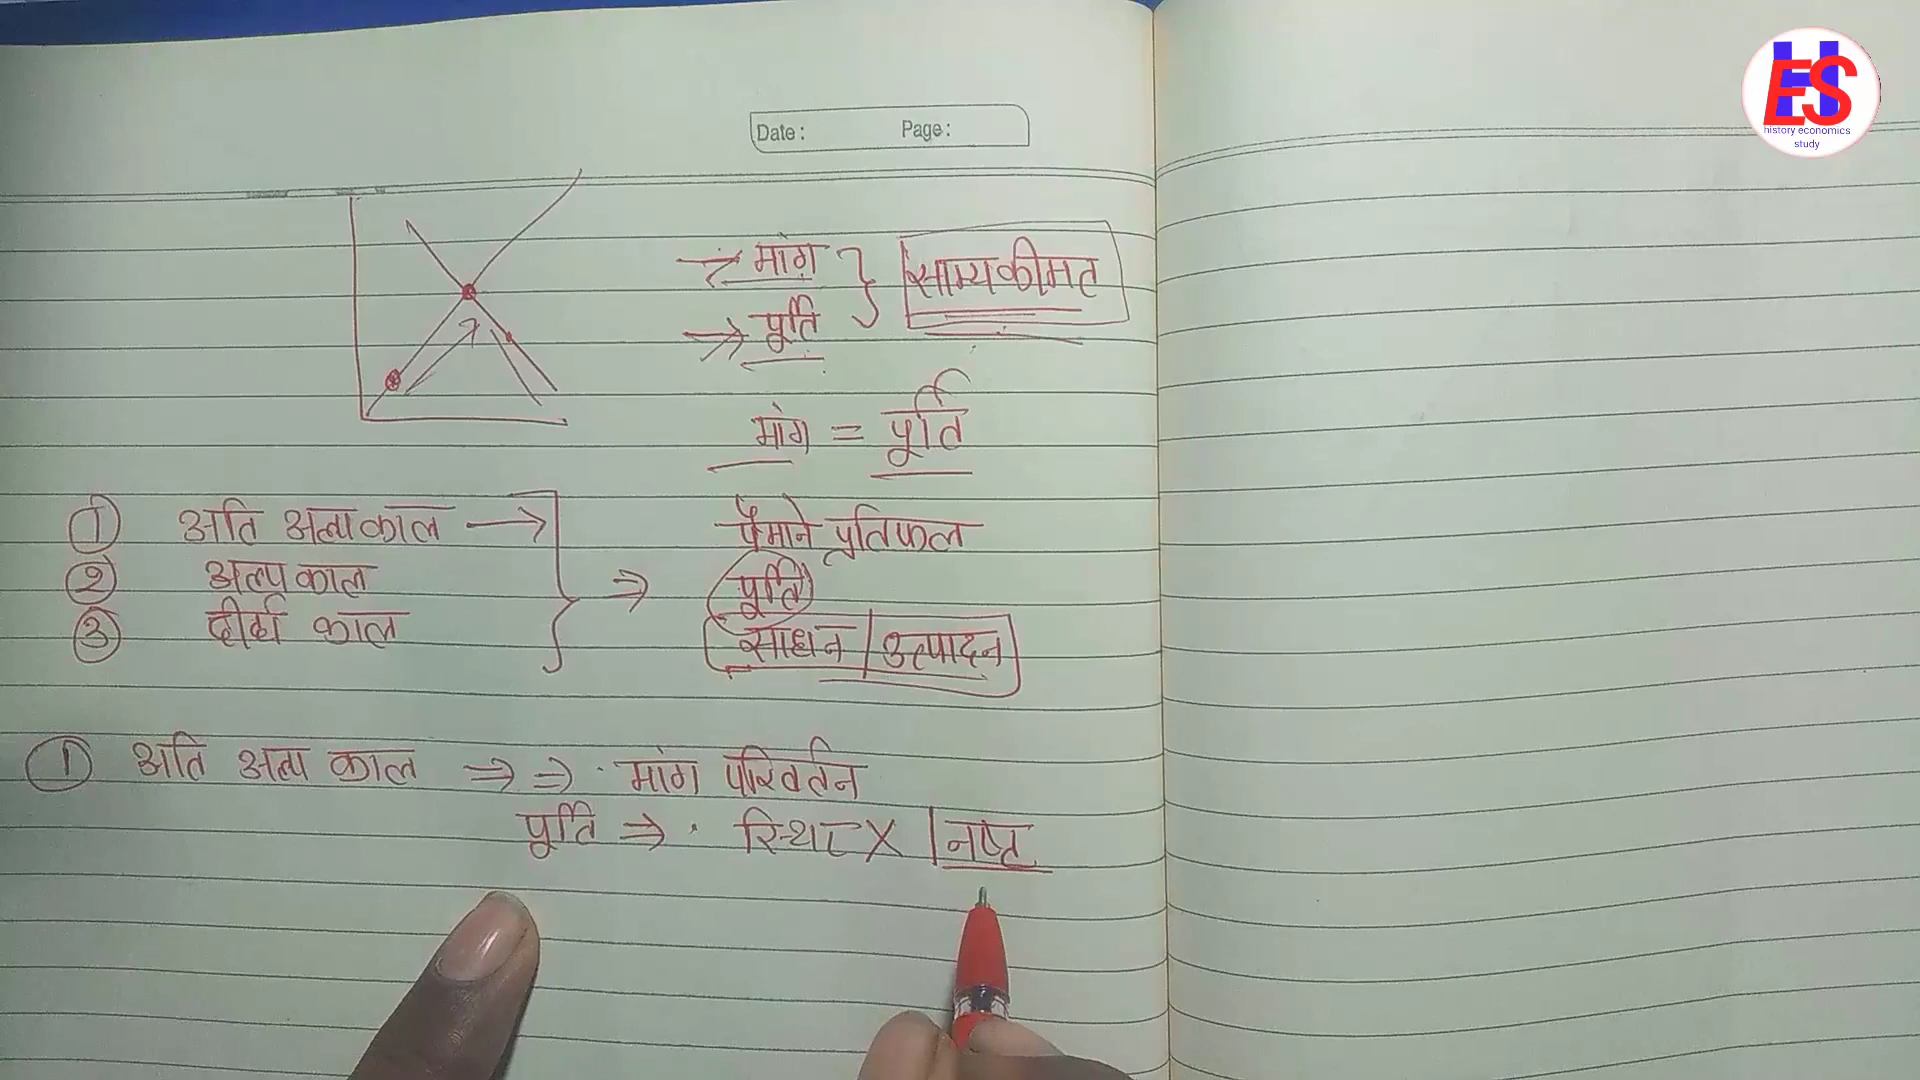 HES
history economics
study
Date : Page :
→ मांग } साम्यकीमत
→ पूर्ति
मांग = पूर्ति
① अति अल्पकाल → पैमाने प्रतिफल
② अल्पकाल ⇒ पूर्ति
③ दीर्घ काल साधन | उत्पादन
① अति अल्प काल ⇒ ⇒ मांग परिवर्तन
पूर्ति ⇒ स्थिर X | नष्ट